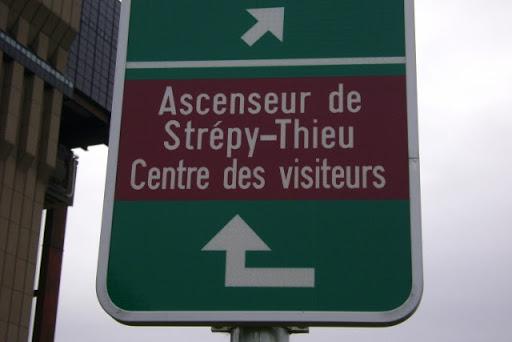 Ascenseur de
Strépy-Thieu
Centre des visiteurs